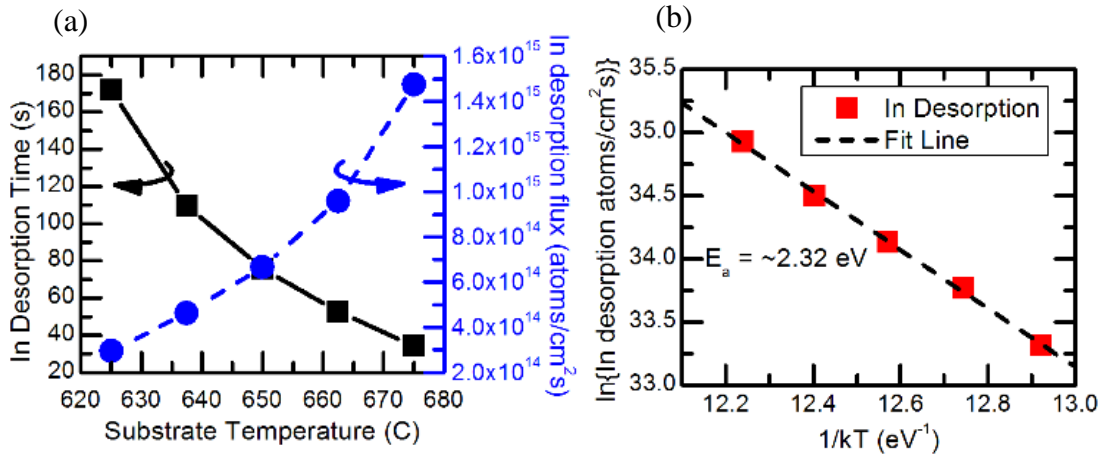 (a)
(b)
180
160
140
120
100
80
60
40
20
In Desorption Time (s)
620 630 640 650 660 670 680
Substrate Temperature (C)
1.6x10^15
1.4x10^15
1.2x10^15
1.0x10^15
8.0x10^14
6.0x10^14
4.0x10^14
2.0x10^14
In desorption flux (atoms/cm²s)
35.5
35.0
34.5
34.0
33.5
33.0
ln{In desorption atoms/cm²s)}
In Desorption
Fit Line
Eₐ = ~2.32 eV
12.2 12.4 12.6 12.8 13.0
1/kT (eV⁻¹)